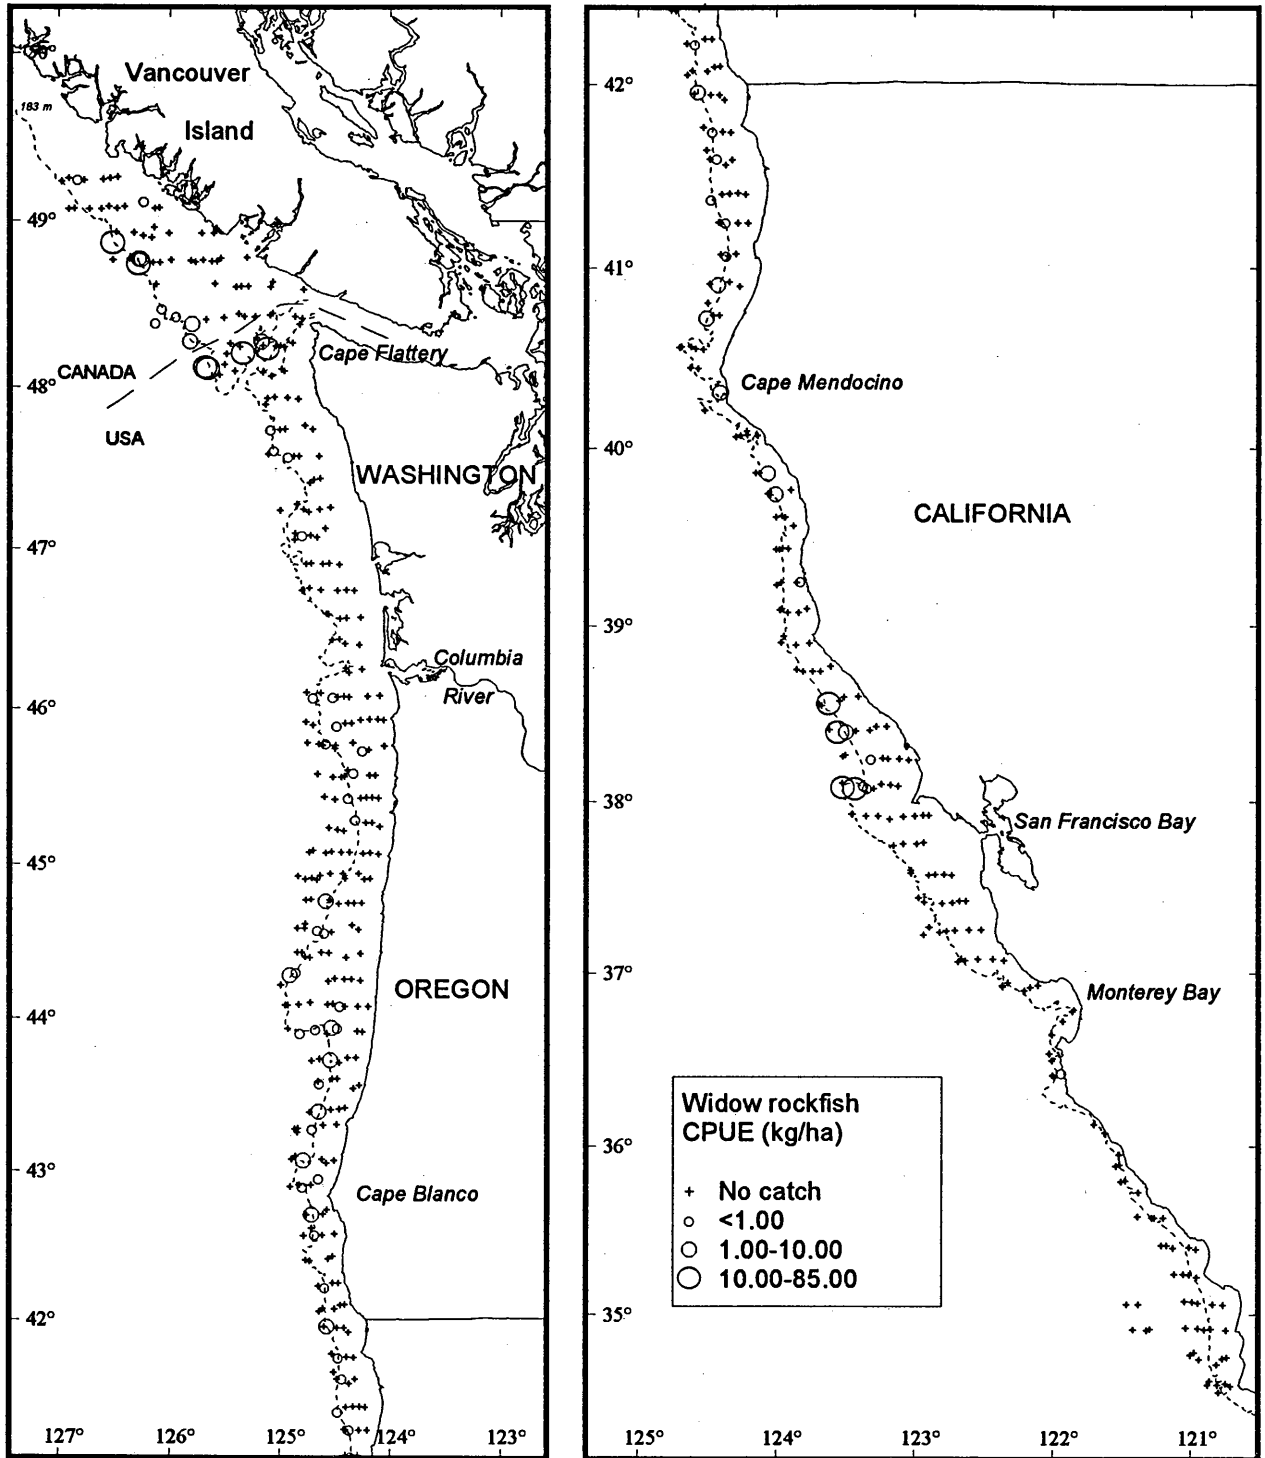 Vancouver
Island
183 m
49°
CANADA
USA
48°
Cape Flattery
WASHINGTON
47°
Columbia
River
46°
45°
OREGON
44°
43°
Cape Blanco
42°
127°
126°
125°
124°
123°
42°
41°
Cape Mendocino
40°
CALIFORNIA
39°
38°
San Francisco Bay
37°
Monterey Bay
Widow rockfish
CPUE (kg/ha)
+ No catch
<1.00
1.00-10.00
10.00-85.00
36°
35°
125°
124°
123°
122°
121°